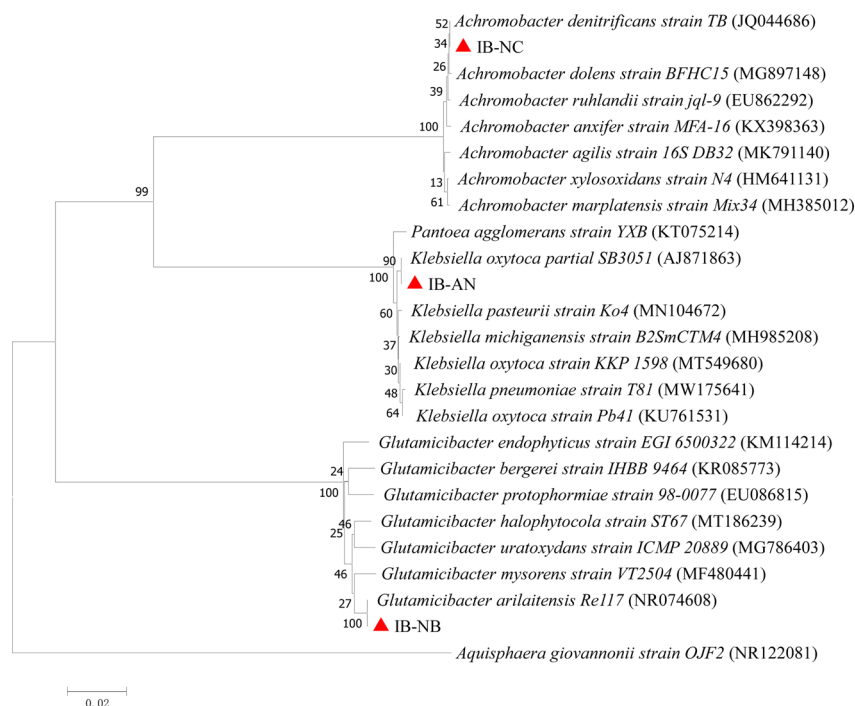 52
Achromobacter denitrificans strain TB (JQ044686)
34
IB-NC
26
Achromobacter dolens strain BFHC15 (MG897148)
39
Achromobacter ruhlandii strain jql-9 (EU862292)
100
Achromobacter anxifer strain MFA-16 (KX398363)
Achromobacter agilis strain 16S DB32 (MK791140)
13
Achromobacter xylosoxidans strain N4 (HM641131)
99
61
Achromobacter marplatensis strain Mix34 (MH385012)
Pantoea agglomerans strain YXB (KT075214)
90
Klebsiella oxytoca partial SB3051 (AJ871863)
100
IB-AN
60
Klebsiella pasteurii strain Ko4 (MN104672)
37
Klebsiella michiganensis strain B2SmCTM4 (MH985208)
30
Klebsiella oxytoca strain KKP 1598 (MT549680)
48
Klebsiella pneumoniae strain T81 (MW175641)
64
Klebsiella oxytoca strain Pb41 (KU761531)
Glutamicibacter endophyticus strain EGI 6500322 (KM114214)
24
Glutamicibacter bergerei strain IHBB 9464 (KR085773)
100
Glutamicibacter protophormiae strain 98-0077 (EU086815)
46
Glutamicibacter halophytocola strain ST67 (MT186239)
25
Glutamicibacter uratoxydans strain ICMP 20889 (MG786403)
46
Glutamicibacter mysorens strain VT2504 (MF480441)
27
Glutamicibacter arilaitensis Re117 (NR074608)
100
IB-NB
Aquisphaera giovannonii strain OJF2 (NR122081)
0.02